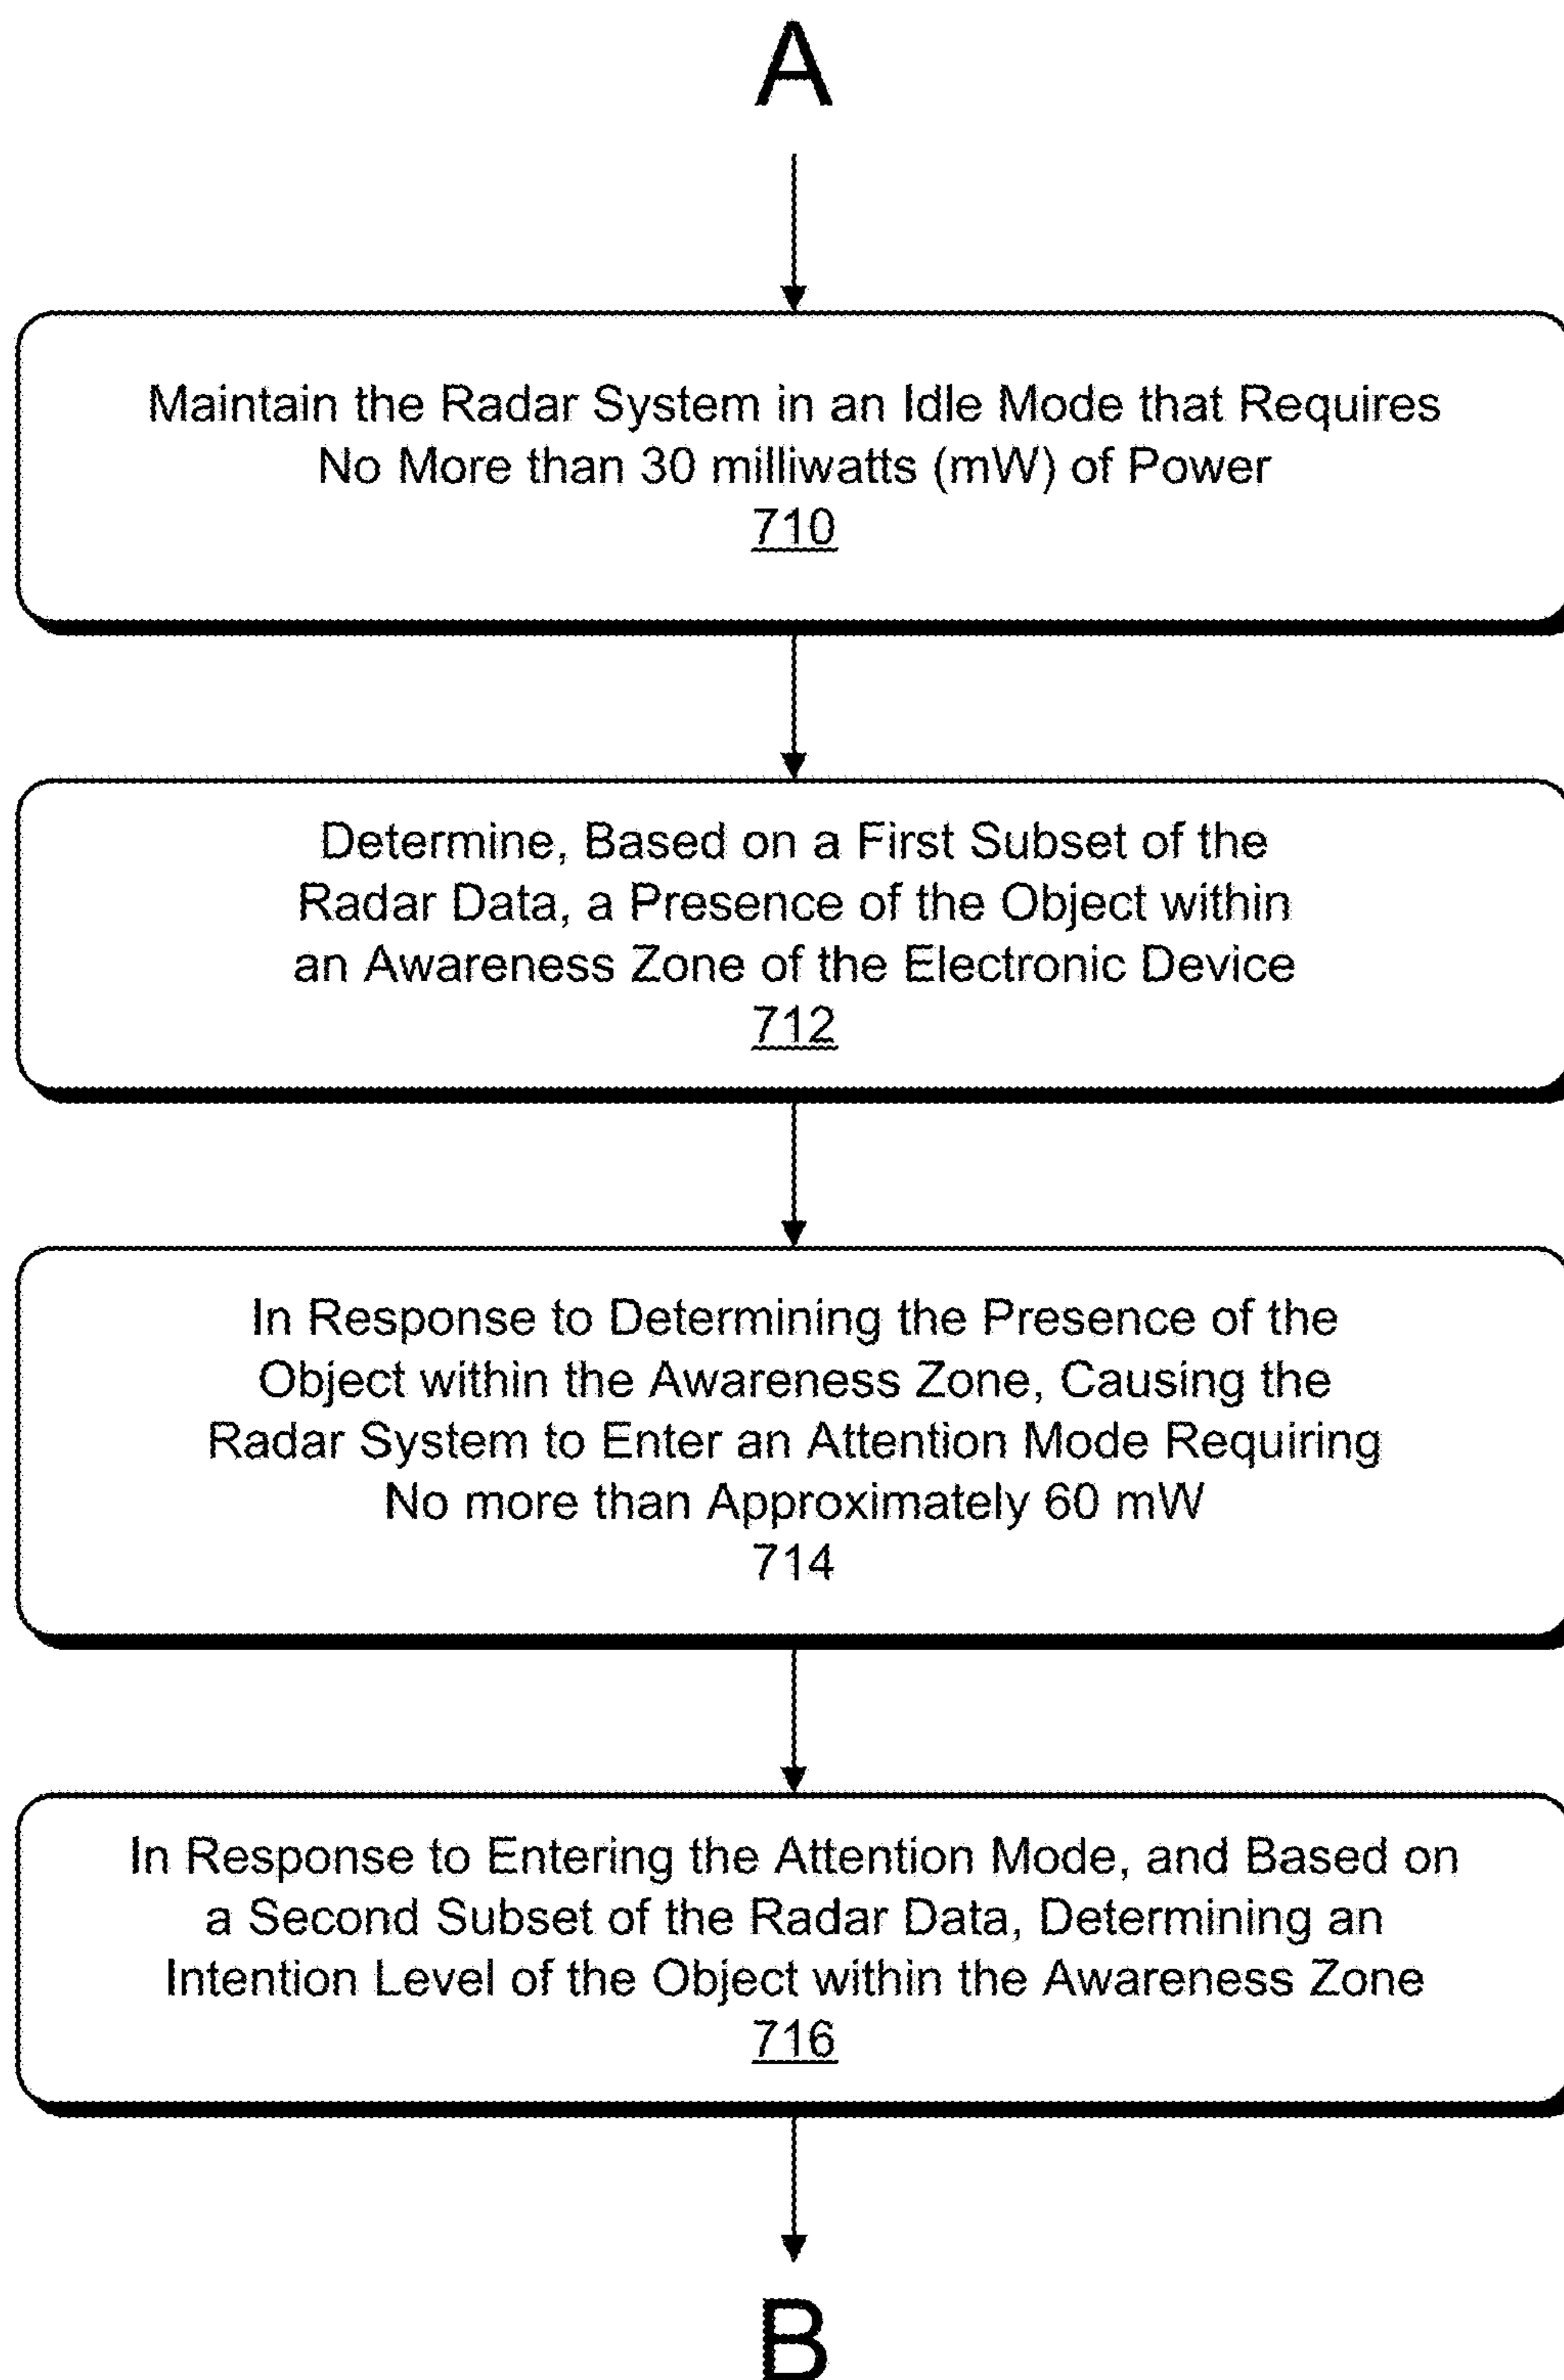 A
Maintain the Radar System in an Idle Mode that Requires
No More than 30 milliwatts (mW) of Power
710
Determine, Based on a First Subset of the
Radar Data, a Presence of the Object within
an Awareness Zone of the Electronic Device
712
In Response to Determining the Presence of the
Object within the Awareness Zone, Causing the
Radar System to Enter an Attention Mode Requiring
No more than Approximately 60 mW
714
In Response to Entering the Attention Mode, and Based on
a Second Subset of the Radar Data, Determining an
Intention Level of the Object within the Awareness Zone
716
B